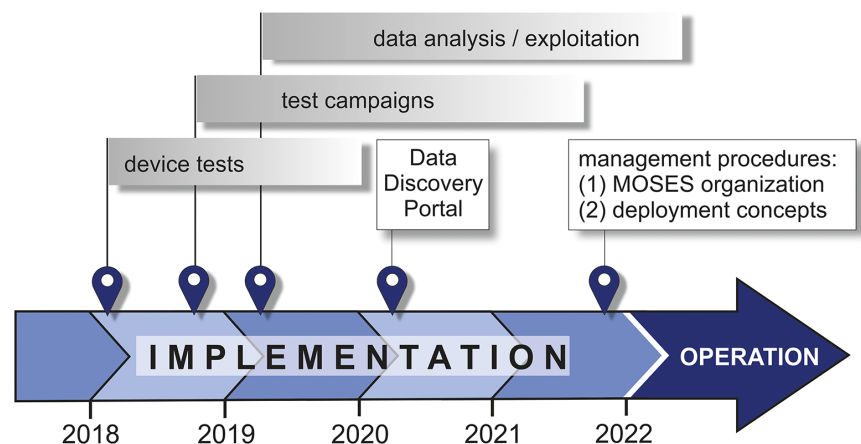 data analysis / exploitation
test campaigns
device tests
Data
Discovery
Portal
management procedures:
(1) MOSES organization
(2) deployment concepts
IMPLEMENTATION
OPERATION
2018
2019
2020
2021
2022